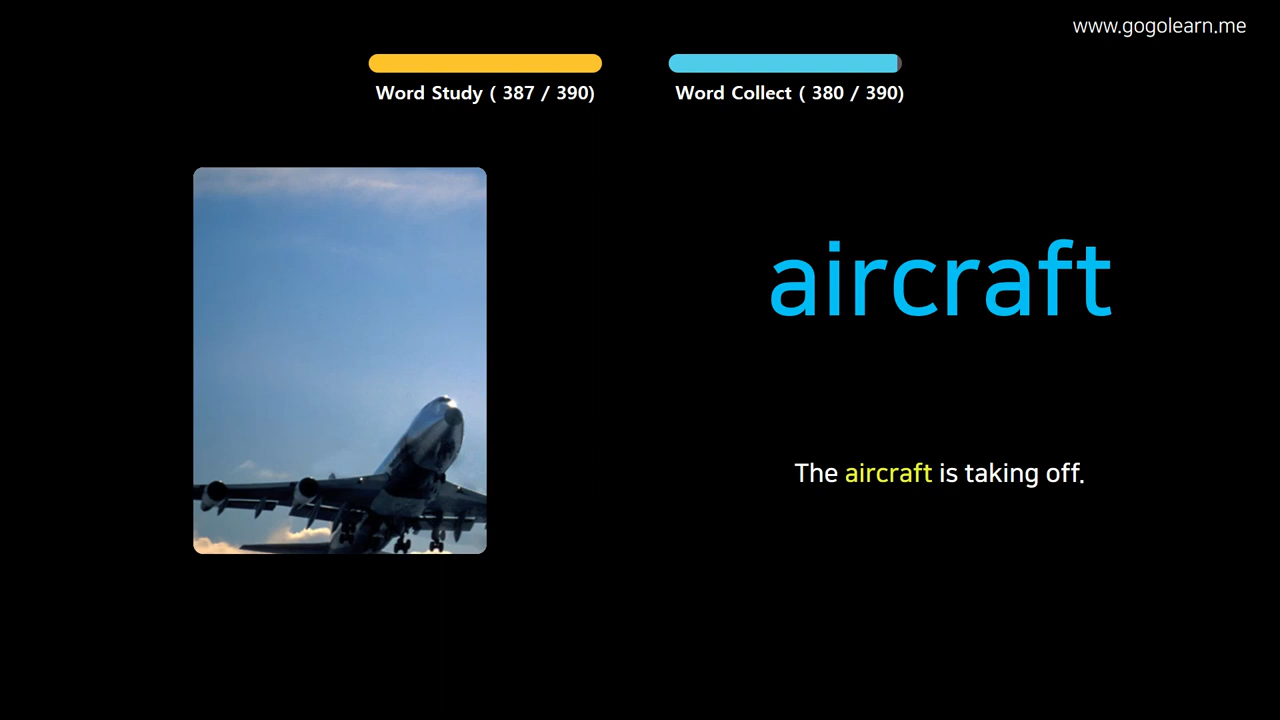 www.gogolearn.me
Word Study ( 387 / 390)
Word Collect ( 380 / 390)
aircraft
The aircraft is taking off.